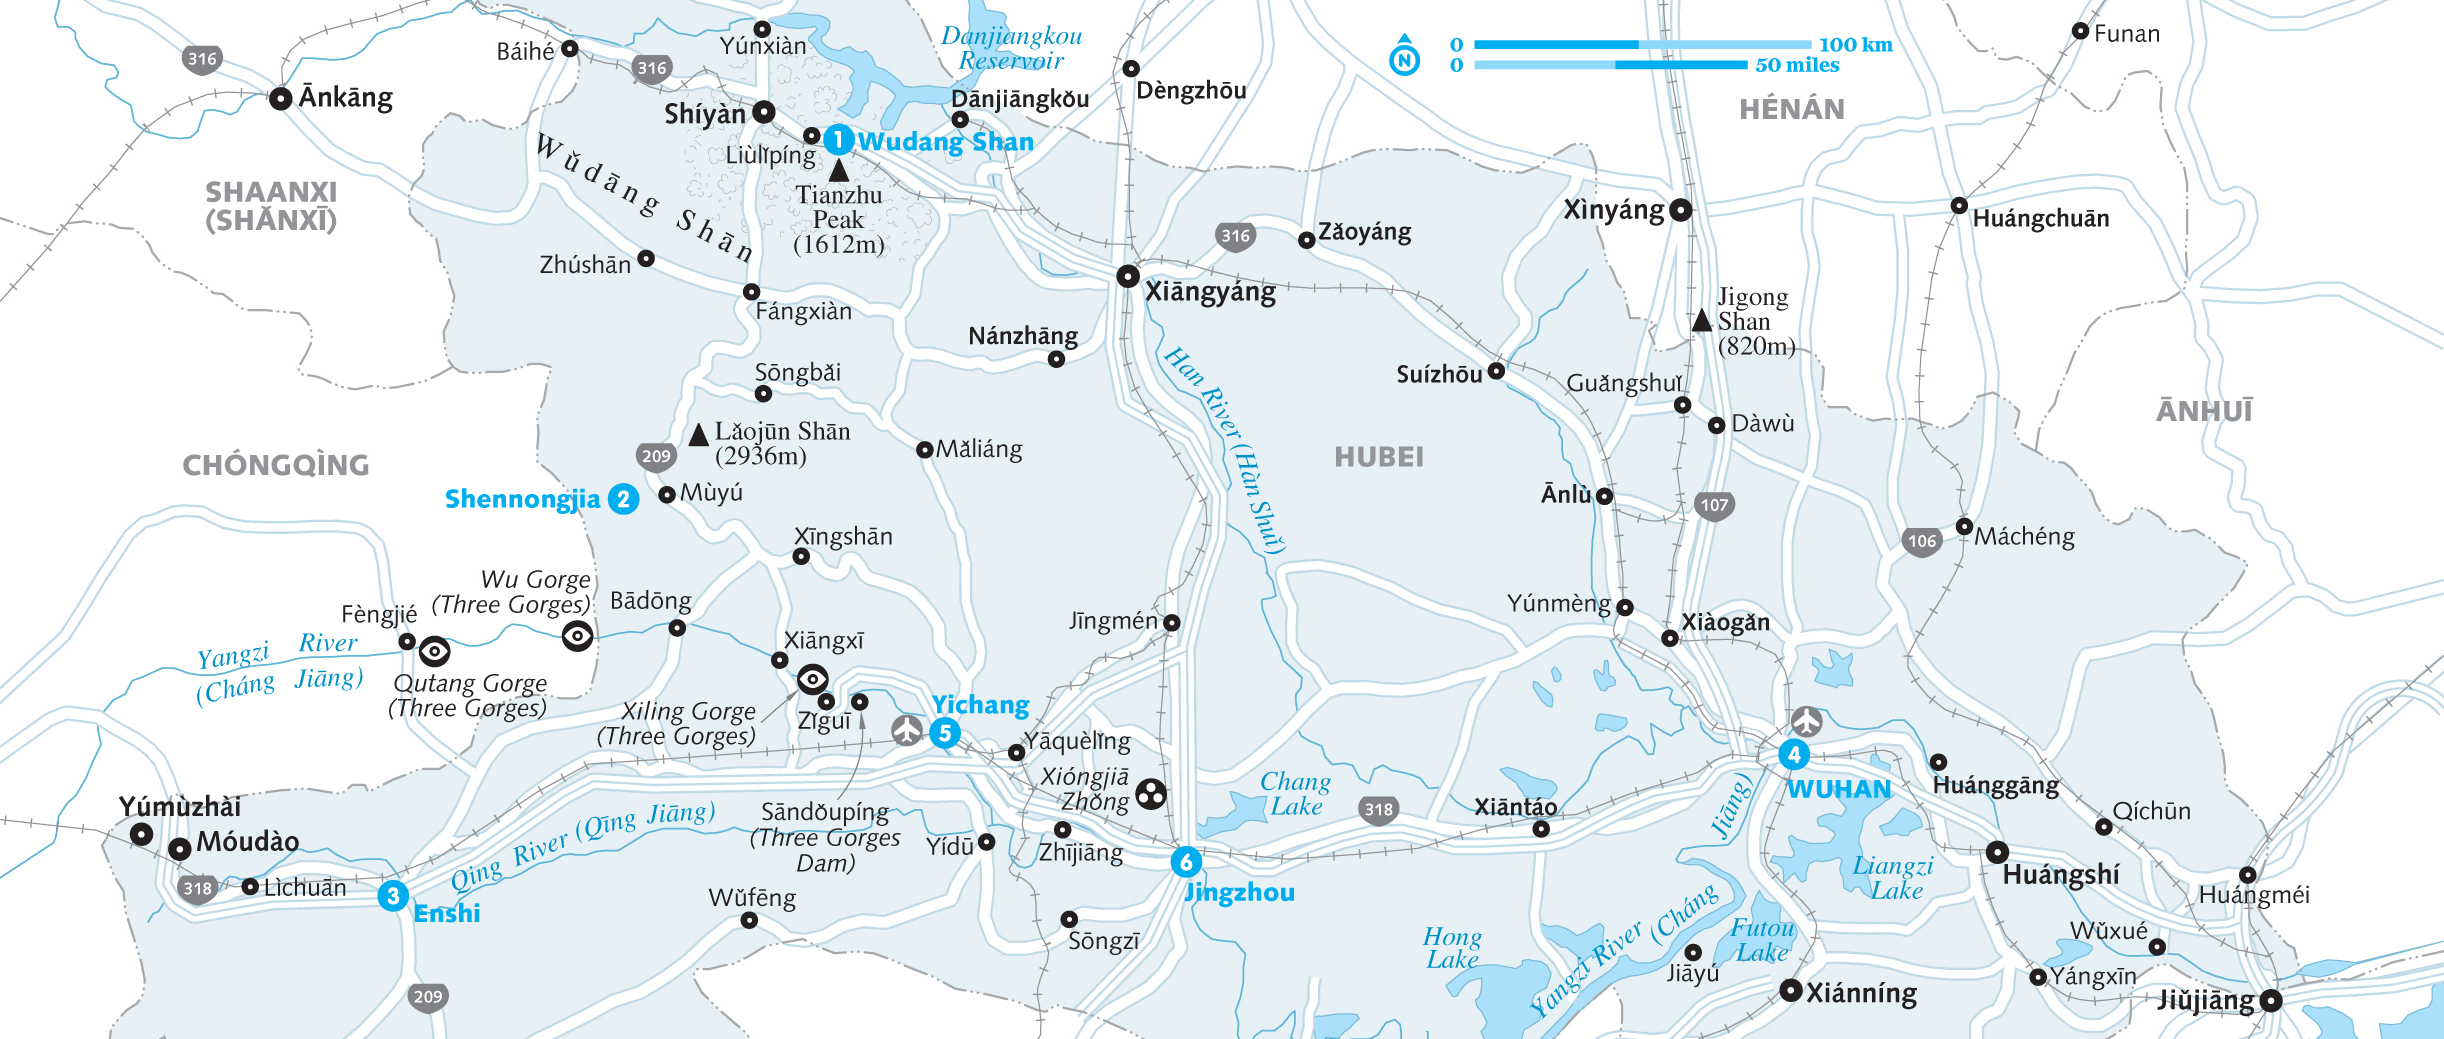 316
Ānkāng
Báihé
316
Yúnxiàn
Danjiangkou
Reservoir
Dānjiāngkǒu
Dèngzhōu
0
100 km
0
50 miles
N
HÉNÁN
Funan
Shíyàn
Liùlǐpíng
1
Wudang Shan
Tianzhu
Peak
(1612m)
Wǔdāng Shān
SHAANXI
(SHǍNXĪ)
Zhúshān
Fángxiàn
Xiāngyáng
316
Zǎoyáng
Xìnyáng
Huángchuān
Jigong
Shan
(820m)
Nánzhāng
Sōngbǎi
Lǎojūn Shān
(2936m)
209
Mǎliáng
Han River (Hàn Shuǐ)
Suízhōu
Guǎngshuǐ
Dàwù
ĀNHUĪ
HUBEI
CHÓNGQÌNG
Shennongjia
2
Mùyú
Ānlù
107
106
Máchéng
Xīngshān
Wu Gorge
(Three Gorges)
Fèngjié
Bādōng
Yangzi River
(Cháng Jiāng)
Qutang Gorge
(Three Gorges)
Xiāngxī
Xiling Gorge
(Three Gorges)
Zǐguī
Jīngmén
Yúnmèng
Xiàogǎn
Yichang
5
Yāquèlǐng
Xióngjiā
Zhǒng
Chang
Lake
318
Xiāntáo
4
WUHAN
Huánggāng
Qíchūn
Yúmùzhài
Móudào
318
Lìchuān
3
Enshi
Qing River (Qīng Jiāng)
Sāndǒupíng
(Three Gorges
Dam)
Yídū
Zhījiāng
6
Jingzhou
Wǔfēng
Sōngzī
209
Hong
Lake
Yangzi River (Cháng
Jiāng)
Jiāyú
Futou
Lake
Liangzi
Lake
Huángshí
Huángméi
Wǔxué
Yángxīn
Xiánníng
Jiǔjiāng